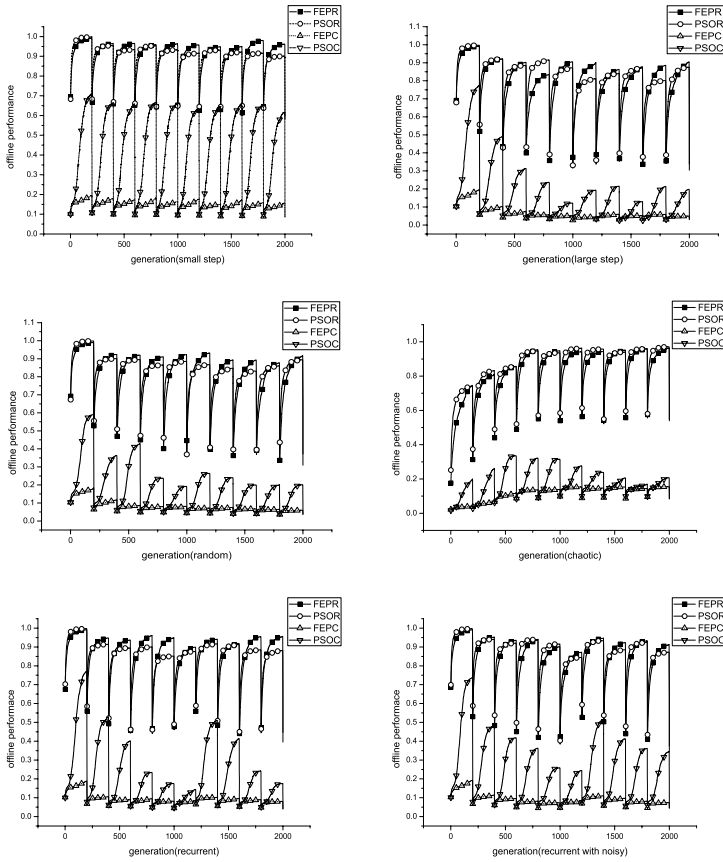 FEPR
PSOR
FEPC
PSOC
offline performance
1.0
0.9
0.8
0.7
0.6
0.5
0.4
0.3
0.2
0.1
0.0
0
500
1000
1500
2000
generation(small step)
FEPR
PSOR
FEPC
PSOC
offline performance
1.1
1.0
0.9
0.8
0.7
0.6
0.5
0.4
0.3
0.2
0.1
0.0
0
500
1000
1500
2000
generation(large step)
FEPR
PSOR
FEPC
PSOC
offline performance
1.1
1.0
0.9
0.8
0.7
0.6
0.5
0.4
0.3
0.2
0.1
0.0
0
500
1000
1500
2000
generation(random)
FEPR
PSOR
FEPC
PSOC
offline performance
1.0
0.8
0.6
0.4
0.2
0.0
0
500
1000
1500
2000
generation(chaotic)
FEPR
PSOR
FEPC
PSOC
offline performace
1.0
0.9
0.8
0.7
0.6
0.5
0.4
0.3
0.2
0.1
0.0
0
500
1000
1500
2000
generation(recurrent)
FEPR
PSOR
FEPC
PSOC
offline performace
1.0
0.9
0.8
0.7
0.6
0.5
0.4
0.3
0.2
0.1
0.0
0
500
1000
1500
2000
generation(recurrent with noisy)